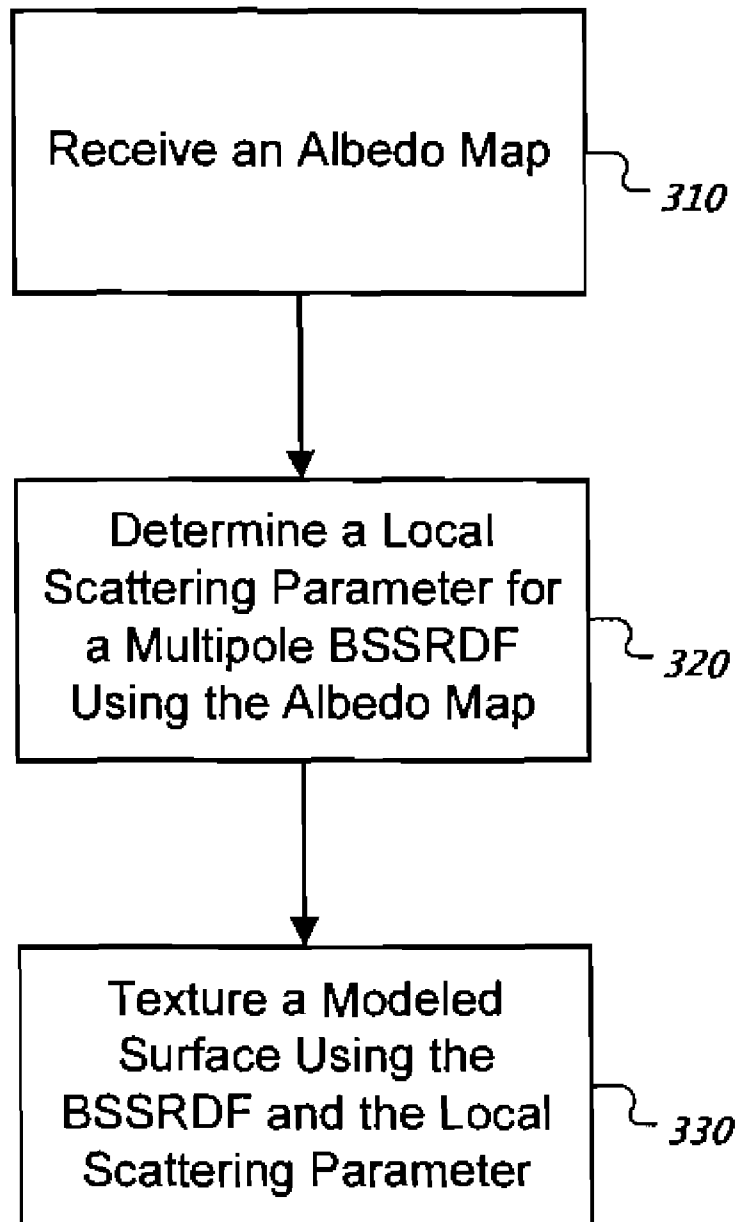 Receive an Albedo Map
310
Determine a Local
Scattering Parameter for
a Multipole BSSRDF
Using the Albedo Map
320
Texture a Modeled
Surface Using the
BSSRDF and the Local
Scattering Parameter
330